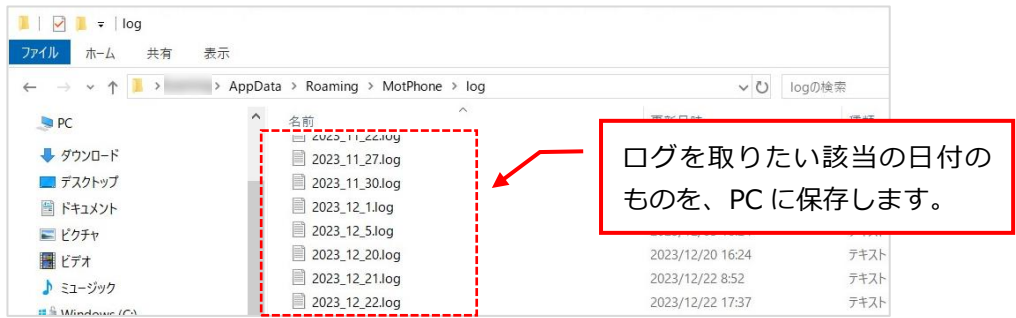 log
ファイル ホーム 共有 表示
AppData > Roaming > MotPhone > log
logの検索
PC
ダウンロード
デスクトップ
ドキュメント
ピクチャ
ビデオ
ミュージック
Windows (C:)
名前
2023_11_22.log
2023_11_27.log
2023_11_30.log
2023_12_1.log
2023_12_5.log
2023_12_20.log 2023/12/20 16:24 テキスト
2023_12_21.log 2023/12/22 8:52 テキスト
2023_12_22.log 2023/12/22 17:37 テキスト
ログを取りたい該当の日付の
ものを、PC に保存します。